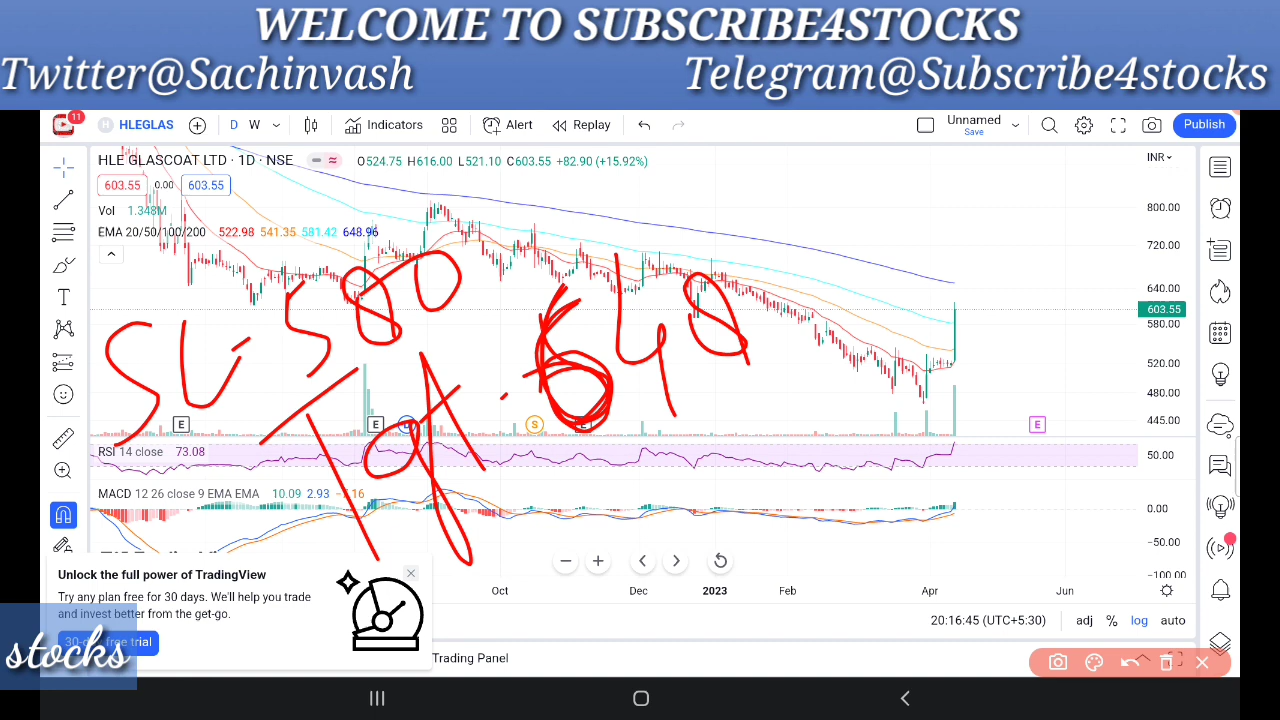 WELCOME TO SUBSCRIBE4STOCKS
Twitter@Sachinvash
Telegram@Subscribe4stocks
11
H HLEGLAS
D W
Indicators
Alert
Replay
Unnamed
Save
Publish
HLE GLASCOAT LTD · 1D · NSE
O524.75 H616.00 L521.10 C603.55 +82.90 (+15.92%)
INR
603.55 0.00 603.55
Vol 1.348M
EMA 20/50/100/200 522.98 541.35 581.42 648.96
800.00
720.00
640.00
603.55
580.00
520.00
480.00
445.00
SL: 580
648
E
E
S
E
E
RSI 14 close 73.08
50.00
MACD 12 26 close 9 EMA EMA 10.09 2.93 −7.16
0.00
−50.00
−100.00
Oct
Dec
2023
Feb
Apr
Jun
Unlock the full power of TradingView
Try any plan free for 30 days. We'll help you trade
and invest better from the get-go.
free trial
stocks
20:16:45 (UTC+5:30)
adj % log auto
Trading Panel